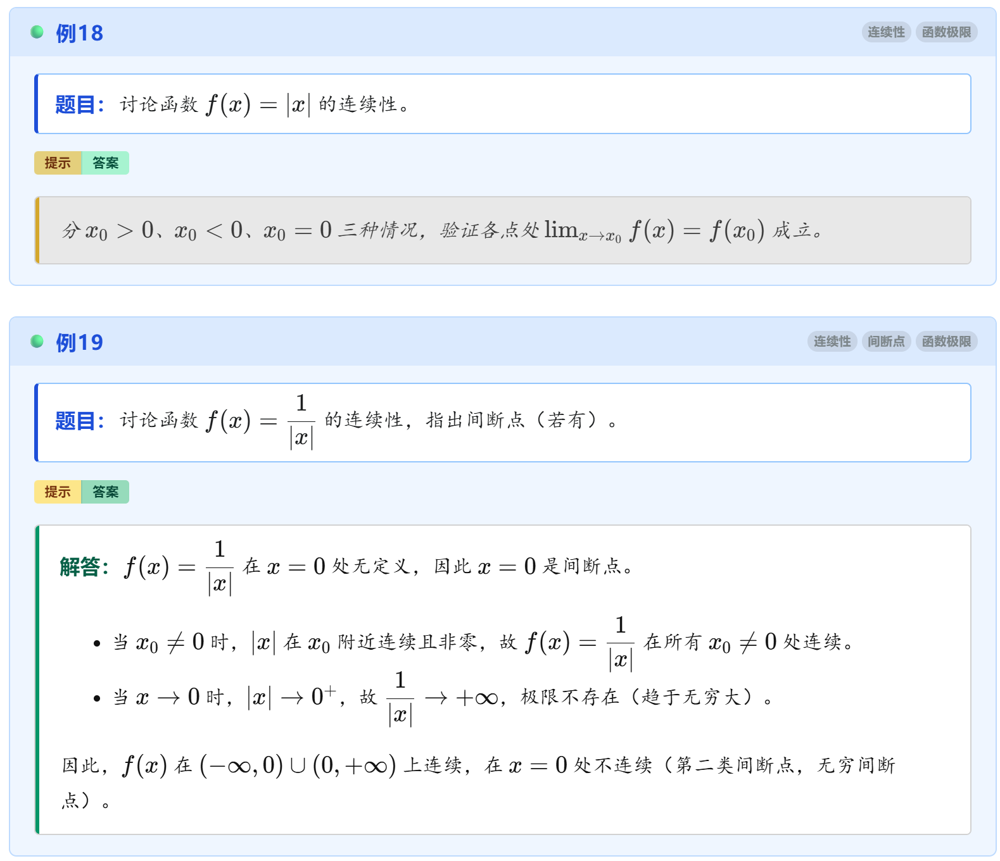 例18 连续性 函数极限
题目：讨论函数 $f(x) = |x|$ 的连续性。
提示 答案
分 $x_0 > 0$、$x_0 < 0$、$x_0 = 0$ 三种情况，验证各点处 $\lim_{x \to x_0} f(x) = f(x_0)$ 成立。
例19 连续性 间断点 函数极限
题目：讨论函数 $f(x) = \dfrac{1}{|x|}$ 的连续性，指出间断点（若有）。
提示 答案
解答：$f(x) = \dfrac{1}{|x|}$ 在 $x = 0$ 处无定义，因此 $x = 0$ 是间断点。
• 当 $x_0 \neq 0$ 时，$|x|$ 在 $x_0$ 附近连续且非零，故 $f(x) = \dfrac{1}{|x|}$ 在所有 $x_0 \neq 0$ 处连续。
• 当 $x \to 0$ 时，$|x| \to 0^+$，故 $\dfrac{1}{|x|} \to +\infty$，极限不存在（趋于无穷大）。
因此，$f(x)$ 在 $(-\infty, 0) \cup (0, +\infty)$ 上连续，在 $x = 0$ 处不连续（第二类间断点，无穷间断
点）。